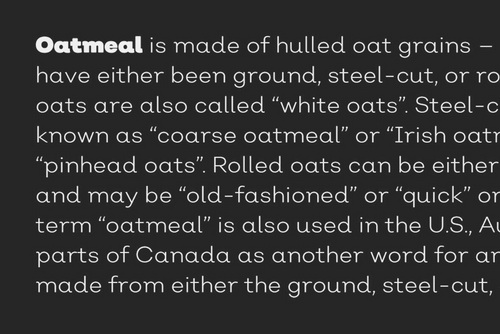 Oatmeal is made of hulled oat grains –
have either been ground, steel-cut, or ro
oats are also called “white oats”. Steel-c
known as “coarse oatmeal” or “Irish oatm
“pinhead oats”. Rolled oats can be either
and may be “old-fashioned” or “quick” or
term “oatmeal” is also used in the U.S., Au
parts of Canada as another word for an
made from either the ground, steel-cut,